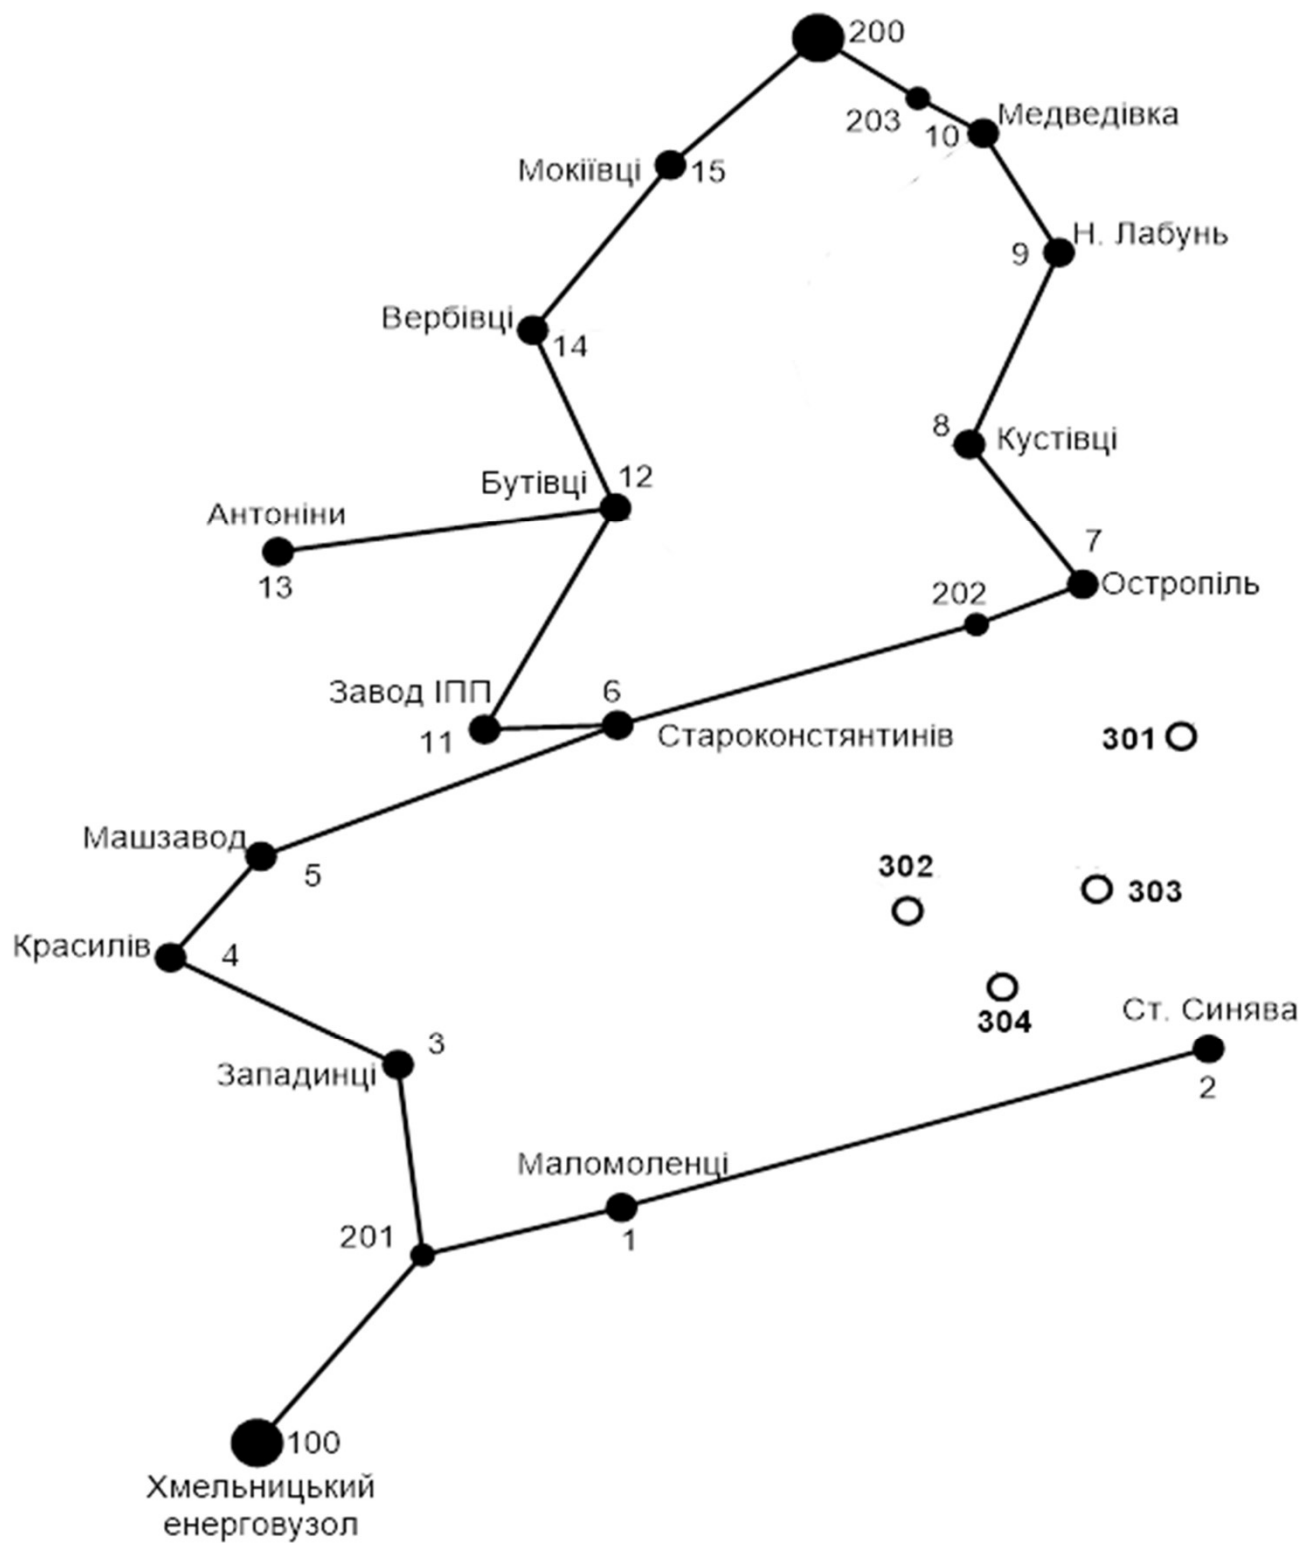 200
203
10
Медведівка
Мокіївці
15
9
Н. Лабунь
Вербівці
14
8
Кустівці
Бутівці
12
Антоніни
13
7
Остропіль
202
Завод ІПП
6
11
Староконстянтинів
301
Машзавод
5
302
303
Красилів
4
304
Ст. Синява
2
3
Западинці
Маломоленці
1
201
100
Хмельницький
енерговузол